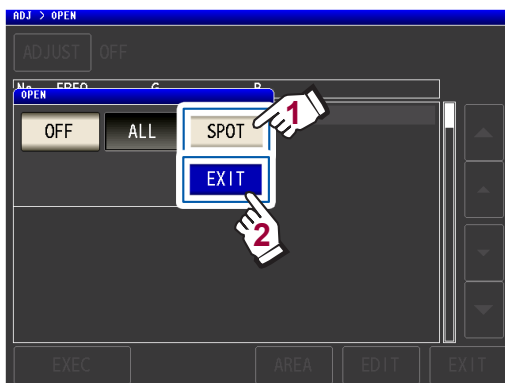 ADJ > OPEN
ADJUST OFF
No. FREQ G B
OPEN
OFF ALL SPOT 1
EXIT
2
EXEC AREA EDIT EXIT